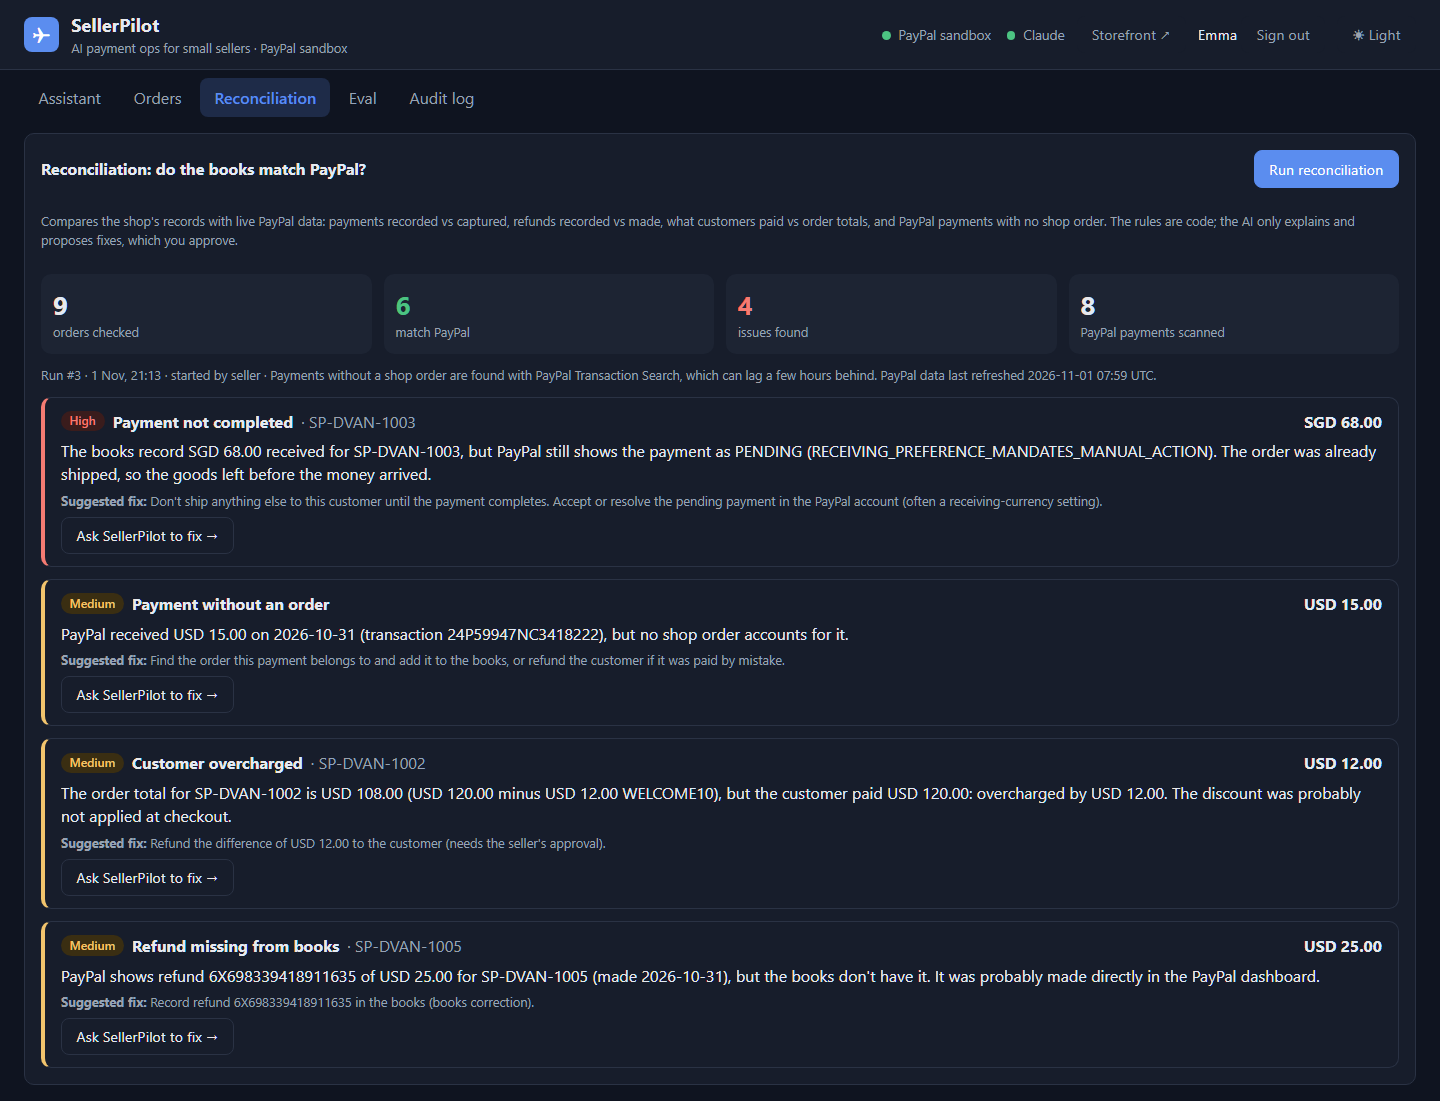 SellerPilot
AI payment ops for small sellers · PayPal sandbox
PayPal sandbox
Claude
Storefront ↗
Emma
Sign out
☀ Light
Assistant
Orders
Reconciliation
Eval
Audit log
Reconciliation: do the books match PayPal?
Run reconciliation
Compares the shop's records with live PayPal data: payments recorded vs captured, refunds recorded vs made, what customers paid vs order totals, and PayPal payments with no shop order. The rules are code; the AI only explains and
proposes fixes, which you approve.
9
orders checked
6
match PayPal
4
issues found
8
PayPal payments scanned
Run #3 · 1 Nov, 21:13 · started by seller · Payments without a shop order are found with PayPal Transaction Search, which can lag a few hours behind. PayPal data last refreshed 2026-11-01 07:59 UTC.
High Payment not completed · SP-DVAN-1003 SGD 68.00
The books record SGD 68.00 received for SP-DVAN-1003, but PayPal still shows the payment as PENDING (RECEIVING_PREFERENCE_MANDATES_MANUAL_ACTION). The order was already
shipped, so the goods left before the money arrived.
Suggested fix: Don't ship anything else to this customer until the payment completes. Accept or resolve the pending payment in the PayPal account (often a receiving-currency setting).
Ask SellerPilot to fix →
Medium Payment without an order USD 15.00
PayPal received USD 15.00 on 2026-10-31 (transaction 24P59947NC3418222), but no shop order accounts for it.
Suggested fix: Find the order this payment belongs to and add it to the books, or refund the customer if it was paid by mistake.
Ask SellerPilot to fix →
Medium Customer overcharged · SP-DVAN-1002 USD 12.00
The order total for SP-DVAN-1002 is USD 108.00 (USD 120.00 minus USD 12.00 WELCOME10), but the customer paid USD 120.00: overcharged by USD 12.00. The discount was probably
not applied at checkout.
Suggested fix: Refund the difference of USD 12.00 to the customer (needs the seller's approval).
Ask SellerPilot to fix →
Medium Refund missing from books · SP-DVAN-1005 USD 25.00
PayPal shows refund 6X698339418911635 of USD 25.00 for SP-DVAN-1005 (made 2026-10-31), but the books don't have it. It was probably made directly in the PayPal dashboard.
Suggested fix: Record refund 6X698339418911635 in the books (books correction).
Ask SellerPilot to fix →